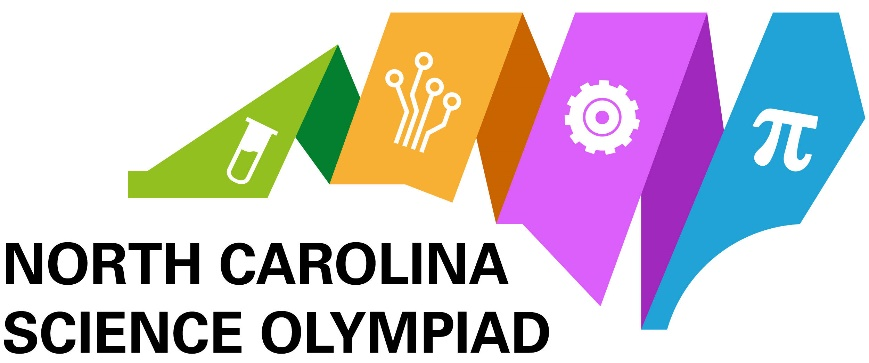 π
NORTH CAROLINA
SCIENCE OLYMPIAD